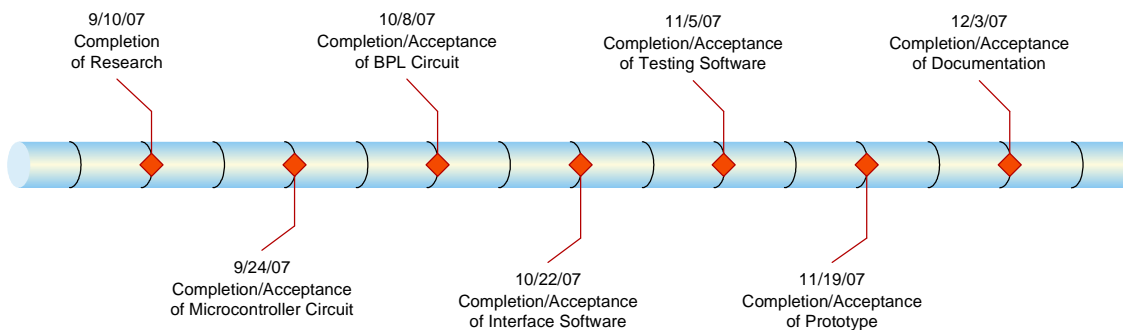 9/10/07
Completion
of Research
10/8/07
Completion/Acceptance
of BPL Circuit
11/5/07
Completion/Acceptance
of Testing Software
12/3/07
Completion/Acceptance
of Documentation
9/24/07
Completion/Acceptance
of Microcontroller Circuit
10/22/07
Completion/Acceptance
of Interface Software
11/19/07
Completion/Acceptance
of Prototype